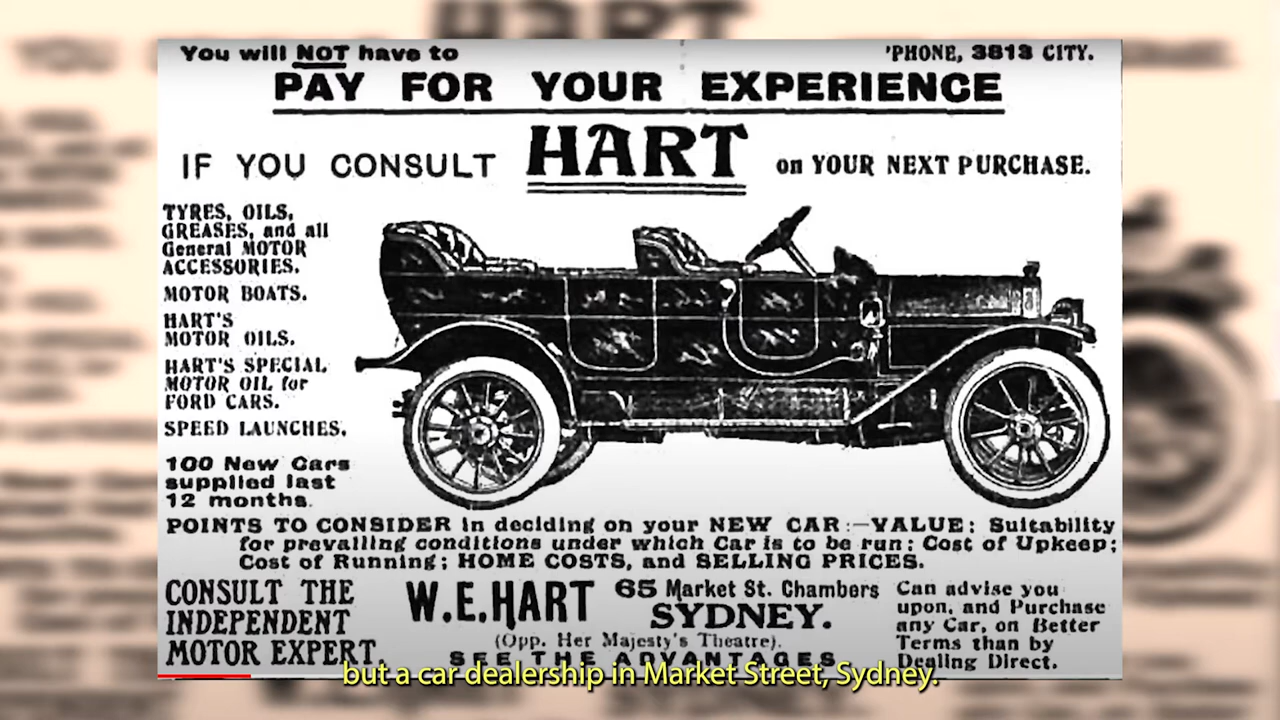 You will NOT have to
'PHONE, 3813 CITY.
PAY FOR YOUR EXPERIENCE
IF YOU CONSULT HART on YOUR NEXT PURCHASE.
TYRES, OILS,
GREASES, and all
General MOTOR
ACCESSORIES.
MOTOR BOATS.
HART'S
MOTOR OILS.
HART'S SPECIAL
MOTOR OIL for
FORD CARS.
SPEED LAUNCHES.
100 New Cars
supplied last
12 months.
POINTS TO CONSIDER in deciding on your NEW CAR:—VALUE: Suitability
for prevailing conditions under which Car is to be run; Cost of Upkeep;
Cost of Running; HOME COSTS, and SELLING PRICES.
CONSULT THE
INDEPENDENT
MOTOR EXPERT.
W.E.HART
65 Market St. Chambers
SYDNEY.
(Opp. Her Majesty's Theatre).
SEE THE ADVANTAGES.
Can advise you
upon, and Purchase
any Car, on Better
Terms than by
Dealing Direct.
but a car dealership in Market Street, Sydney.